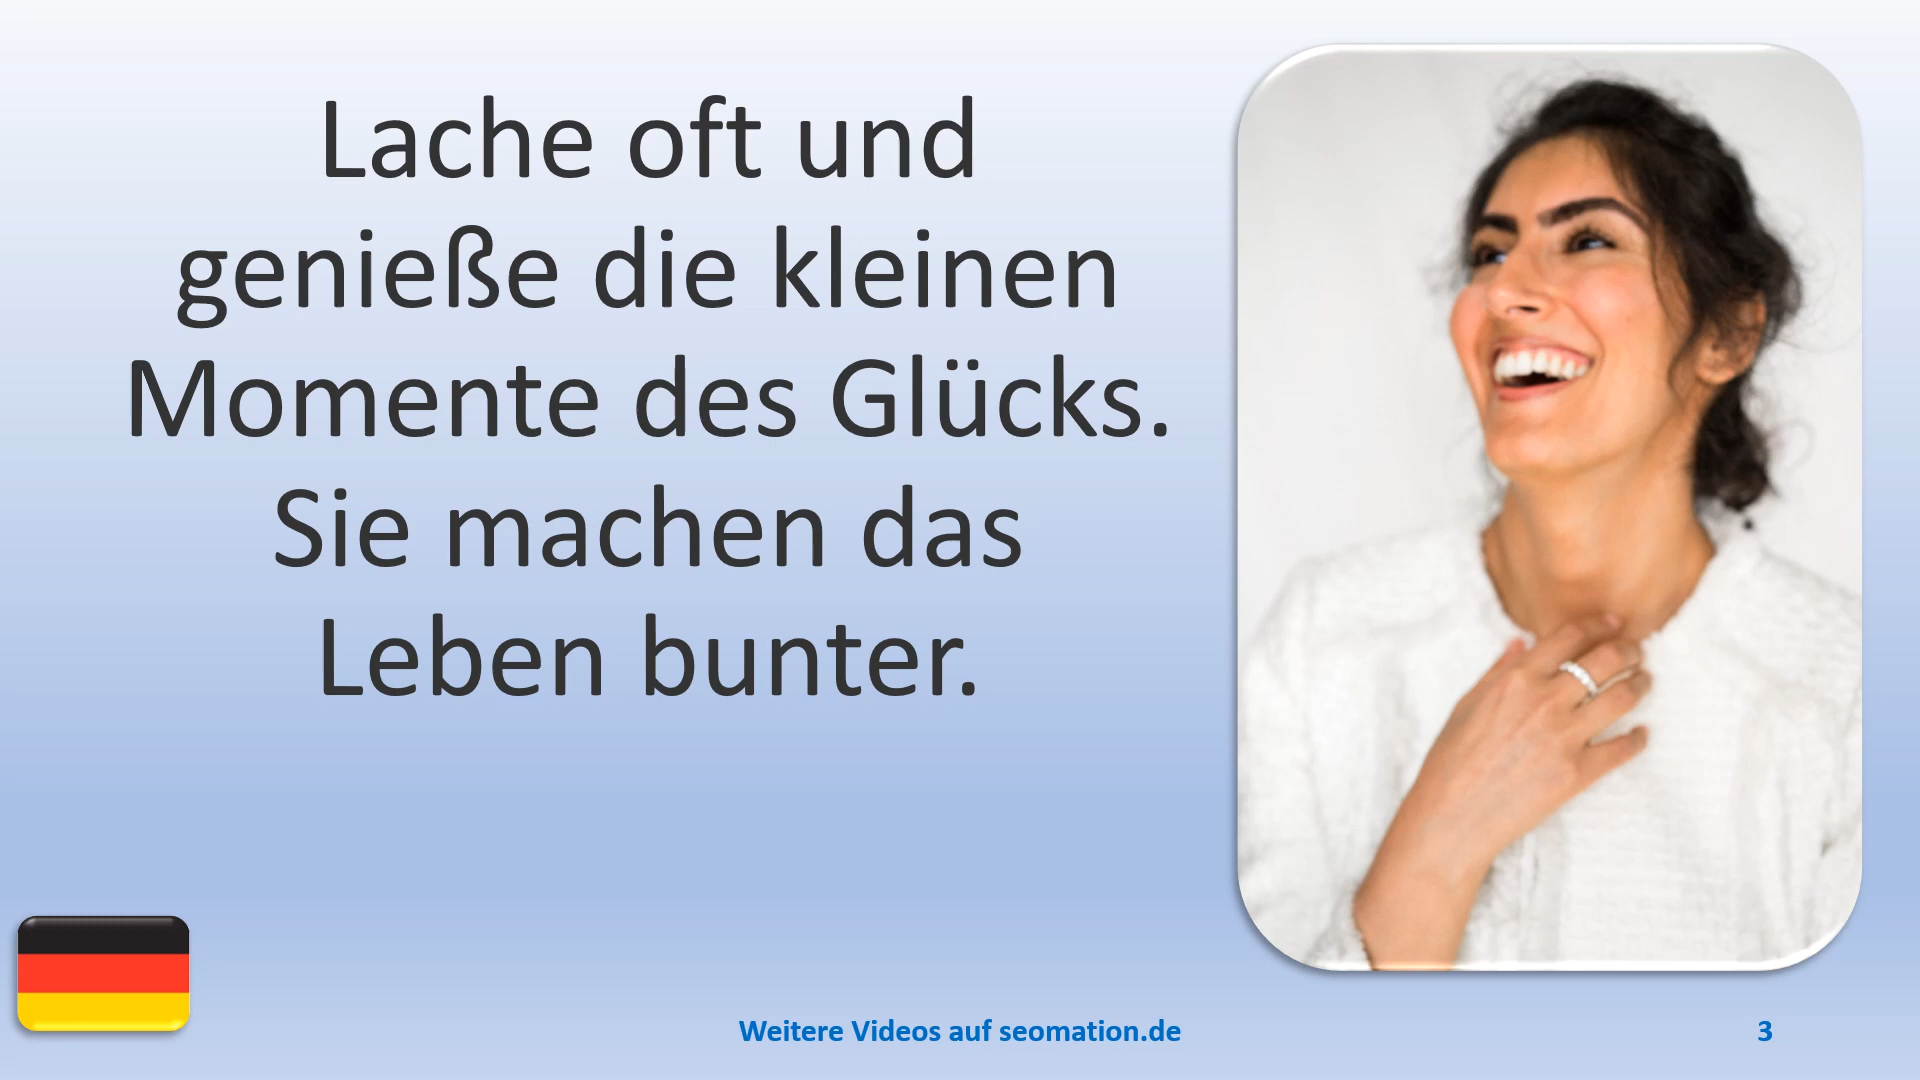 Lache oft und
genieße die kleinen
Momente des Glücks.
Sie machen das
Leben bunter.
Weitere Videos auf seomation.de
3